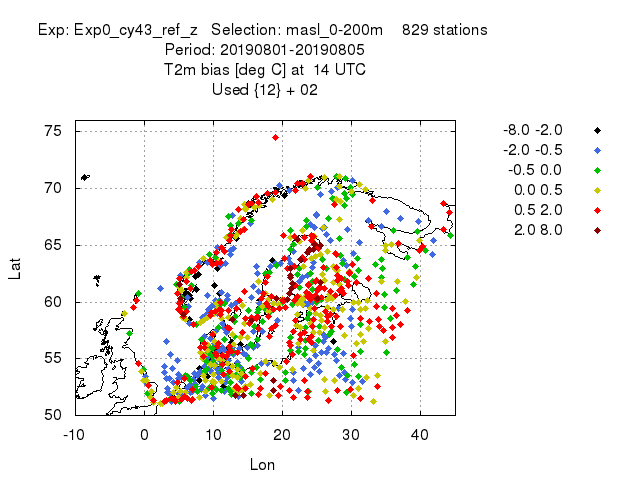 Exp: Exp0_cy43_ref_z Selection: masl_0-200m 829 stations
Period: 20190801-20190805
T2m bias [deg C] at 14 UTC
Used {12} + 02
75
70
65
60
55
50
-10 0 10 20 30 40
Lat
Lon
-8.0 -2.0
-2.0 -0.5
-0.5 0.0
0.0 0.5
0.5 2.0
2.0 8.0